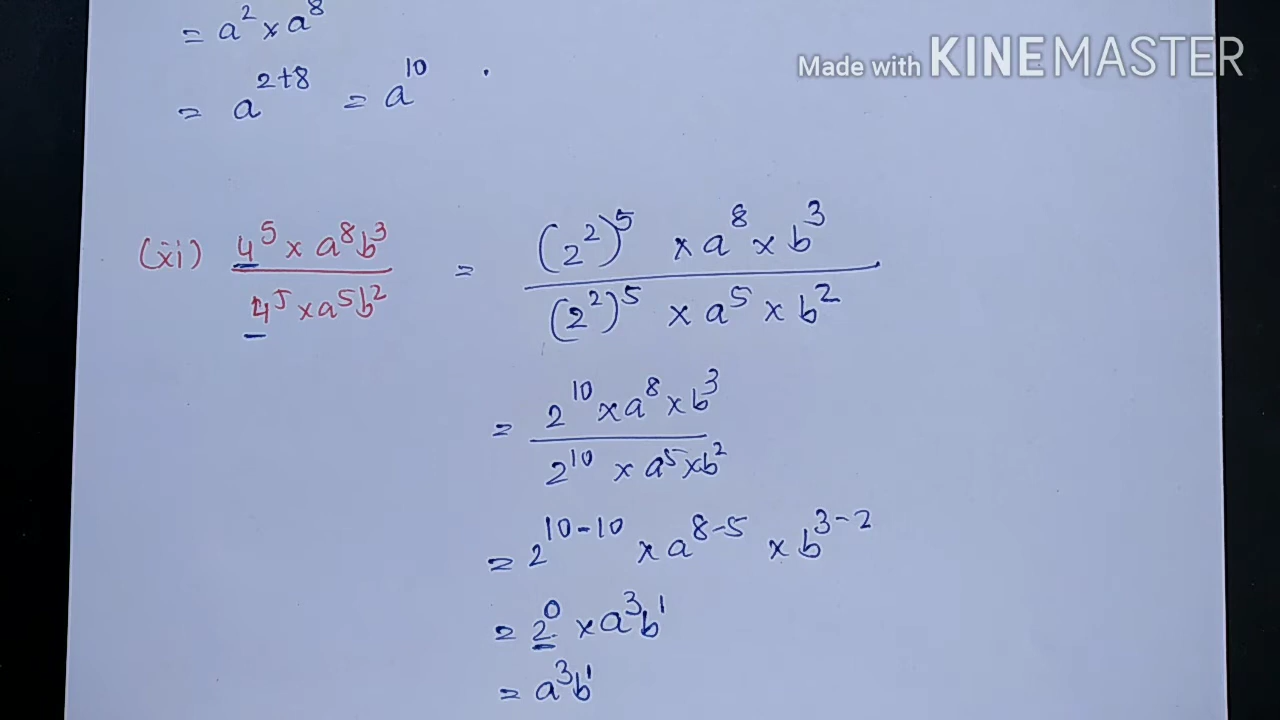 = a² × a⁸
= a²⁺⁸ = a¹⁰ .
Made with KINEMASTER
(xi) 4⁵ × a⁸b³ / 4⁵ × a⁵b² = (2²)⁵ × a⁸ × b³ / (2²)⁵ × a⁵ × b²
= 2¹⁰ × a⁸ × b³ / 2¹⁰ × a⁵ × b²
= 2¹⁰⁻¹⁰ × a⁸⁻⁵ × b³⁻²
= 2⁰ × a³b¹
= a³b¹